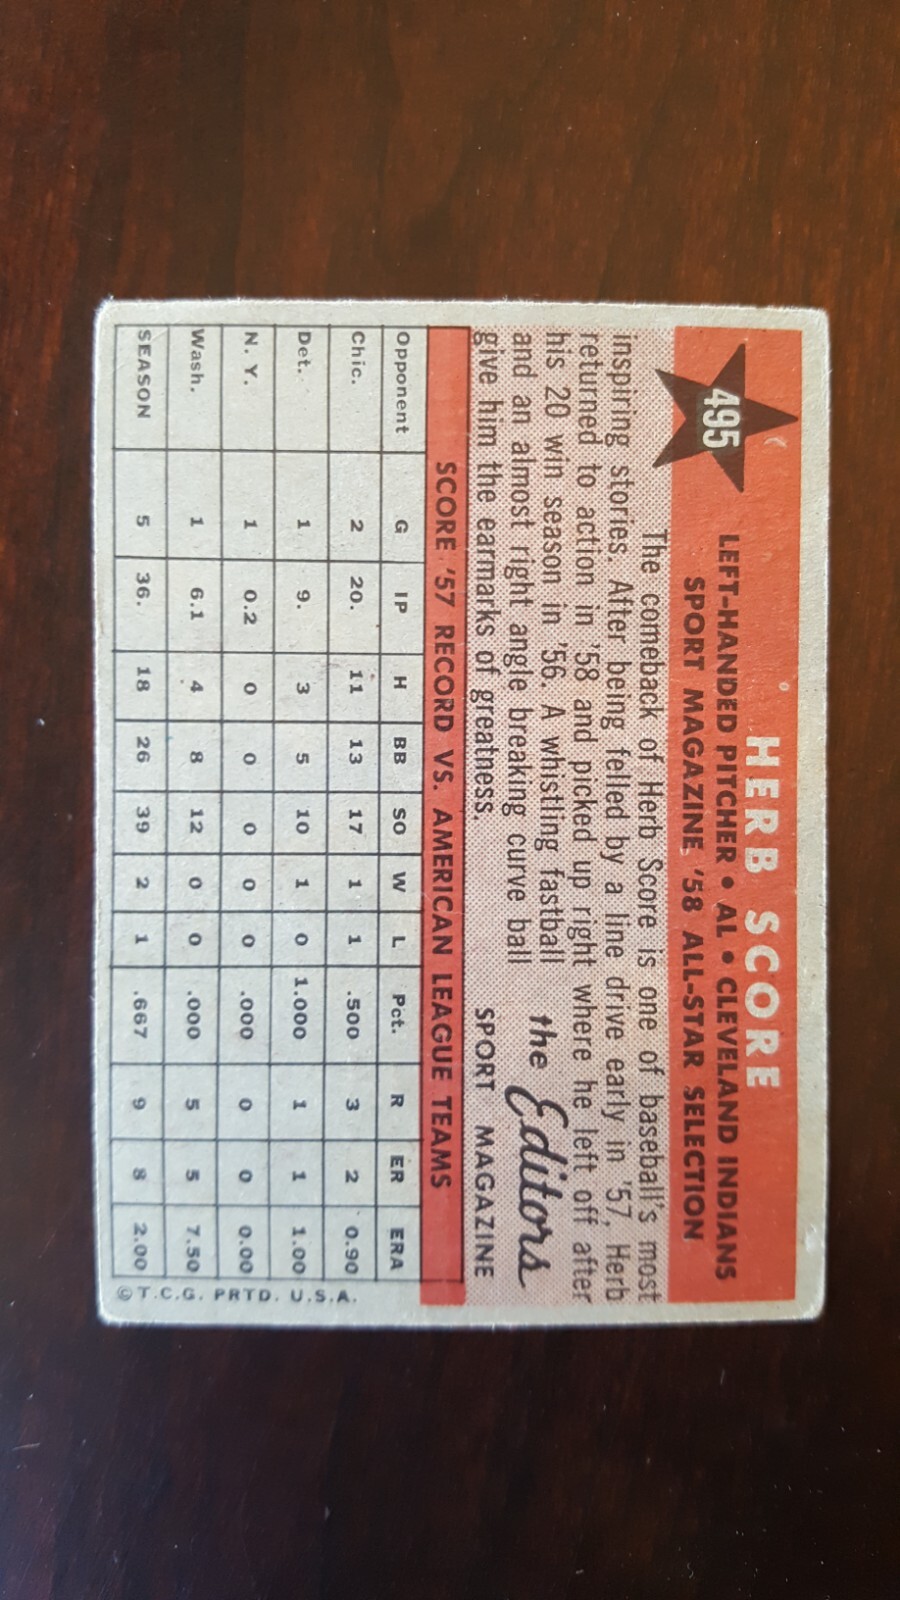 495
HERB SCORE
LEFT-HANDED PITCHER • AL • CLEVELAND INDIANS
SPORT MAGAZINE '58 ALL-STAR SELECTION
The comeback of Herb Score is one of baseball's most
inspiring stories. After being felled by a line drive early in '57, Herb
returned to action in '58 and picked up right where he left off after
his 20 win season in '56. A whistling fastball
and an almost right angle breaking curve ball
give him the earmarks of greatness.
the Editors
SPORT MAGAZINE
SCORE '57 RECORD VS. AMERICAN LEAGUE TEAMS
Opponent G IP H BB SO W L Pct. R ER ERA
Chic. 2 20. 11 13 17 1 1 .500 3 2 0.90
Det. 1 9. 3 5 10 1 0 1.000 1 1 1.00
N. Y. 1 0.2 0 0 0 0 0 .000 0 0 0.00
Wash. 1 6.1 4 8 12 0 0 .000 5 5 7.50
SEASON 5 36. 18 26 39 2 1 .667 9 8 2.00
© T.C.G. PRTD. U.S.A.